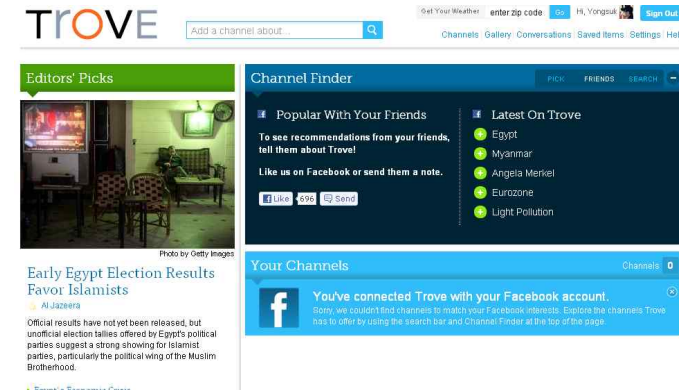 TROVE
Add a channel about...
Get Your Weather enter zip code Go Hi, Yongsuk Sign Out
Channels Gallery Conversations Saved Items Settings Hel
Editors' Picks
Photo by Getty Images
Early Egypt Election Results
Favor Islamists
Al Jazeera
Official results have not yet been released, but
unofficial election tallies offered by Egypt's political
parties suggest a strong showing for Islamist
parties, particularly the political wing of the Muslim
Brotherhood.
Egypt's Economic Crisis
Channel Finder PICK FRIENDS SEARCH
Popular With Your Friends
To see recommendations from your friends,
tell them about Trove!
Like us on Facebook or send them a note.
Like 696 Send
Latest On Trove
Egypt
Myanmar
Angela Merkel
Eurozone
Light Pollution
Your Channels Channels 0
You've connected Trove with your Facebook account.
Sorry, we couldn't find channels to match your Facebook interests. Explore the channels Trove
has to offer by using the search bar and Channel Finder at the top of the page.